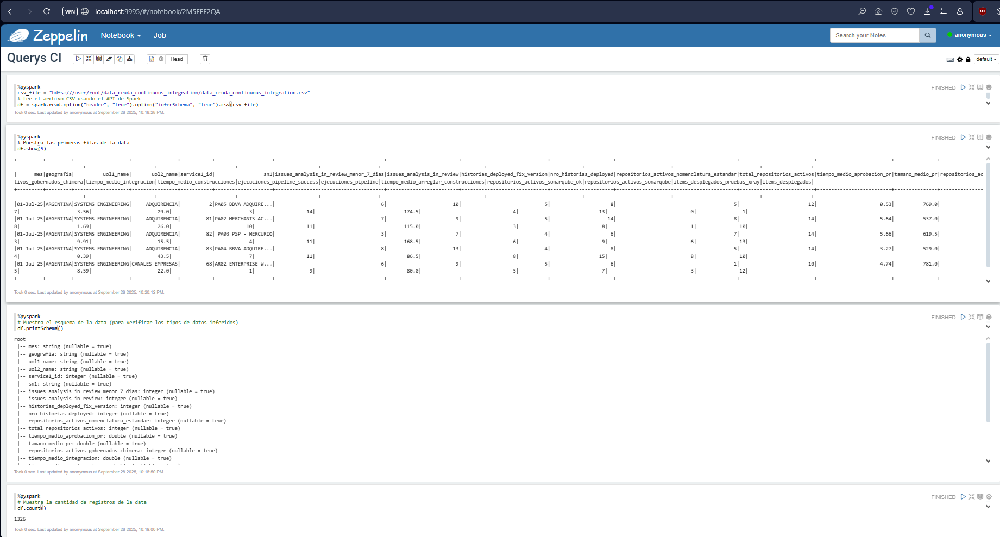 VPN localhost:9995/#/notebook/2M5FEE2QA
Zeppelin Notebook Job Search your Notes anonymous
Querys CI Head default
%pyspark
FINISHED
csv_file = "hdfs:///user/root/data_cruda_continuous_integration/data_cruda_continuous_integration.csv"
# Lee el archivo CSV usando el API de Spark
df = spark.read.option("header", "true").option("inferSchema", "true").csv(csv_file)
Took 0 sec. Last updated by anonymous at September 28 2025, 10:18:28 PM.
%pyspark
FINISHED
# Muestra las primeras filas de la data
df.show(5)
| mes|geografia| uol1_name| uol2_name|service1_id| sn1|issues_analysis_in_review_menor_7_dias|issues_analysis_in_review|historias_deployed_fix_version|nro_historias_deployed|repositorios_activos_nomenclatura_estandar|total_repositorios_activos|tiempo_medio_aprobacion_pr|tamano_medio_pr|repositorios_ac
tivos_gobernados_chimera|tiempo_medio_integracion|tiempo_medio_construcciones|ejecuciones_pipeline_success|ejecuciones_pipeline|tiempo_medio_arreglar_construcciones|repositorios_activos_sonarqube_ok|repositorios_activos_sonarqube|items_desplegados_pruebas_xray|items_desplegados|
|01-Jul-25|ARGENTINA|SYSTEMS ENGINEERING| ADQUIRENCIA| 2|PA05 BBVA ADQUIRE...| 6| 10| 5| 8| 5| 12| 0.53| 769.0|
7| 3.56| 29.0| 3| 14| 174.5| 4| 13| 0| 1|
|01-Jul-25|ARGENTINA|SYSTEMS ENGINEERING| ADQUIRENCIA| 81|PA02 MERCHANTS-AC...| 7| 9| 5| 14| 8| 14| 5.64| 537.0|
8| 1.69| 26.0| 10| 11| 115.0| 3| 8| 1| 10|
|01-Jul-25|ARGENTINA|SYSTEMS ENGINEERING| ADQUIRENCIA| 82| PA03 PSP - MERCURIO| 3| 7| 4| 6| 7| 14| 5.66| 619.5|
3| 9.91| 15.5| 4| 11| 168.5| 6| 9| 6| 13|
|01-Jul-25|ARGENTINA|SYSTEMS ENGINEERING| ADQUIRENCIA| 83|PA04 BBVA ADQUIRE...| 8| 13| 4| 8| 5| 14| 3.27| 529.0|
4| 0.39| 43.5| 7| 11| 86.5| 8| 15| 8| 10|
|01-Jul-25|ARGENTINA|SYSTEMS ENGINEERING|CANALES EMPRESAS| 68|AR02 ENTERPRISE W...| 6| 9| 5| 6| 1| 10| 4.74| 781.0|
5| 8.59| 22.0| 1| 9| 80.0| 5| 7| 3| 12|
Took 0 sec. Last updated by anonymous at September 28 2025, 10:20:12 PM.
%pyspark
FINISHED
# Muestra el esquema de la data (para verificar los tipos de datos inferidos)
df.printSchema()
root
|-- mes: string (nullable = true)
|-- geografia: string (nullable = true)
|-- uol1_name: string (nullable = true)
|-- uol2_name: string (nullable = true)
|-- service1_id: integer (nullable = true)
|-- sn1: string (nullable = true)
|-- issues_analysis_in_review_menor_7_dias: integer (nullable = true)
|-- issues_analysis_in_review: integer (nullable = true)
|-- historias_deployed_fix_version: integer (nullable = true)
|-- nro_historias_deployed: integer (nullable = true)
|-- repositorios_activos_nomenclatura_estandar: integer (nullable = true)
|-- total_repositorios_activos: integer (nullable = true)
|-- tiempo_medio_aprobacion_pr: double (nullable = true)
|-- tamano_medio_pr: double (nullable = true)
|-- repositorios_activos_gobernados_chimera: integer (nullable = true)
|-- tiempo_medio_integracion: double (nullable = true)
Took 0 sec. Last updated by anonymous at September 28 2025, 10:18:50 PM.
%pyspark
FINISHED
# Muestra la cantidad de registros de la data
df.count()
1326
Took 0 sec. Last updated by anonymous at September 28 2025, 10:19:00 PM.